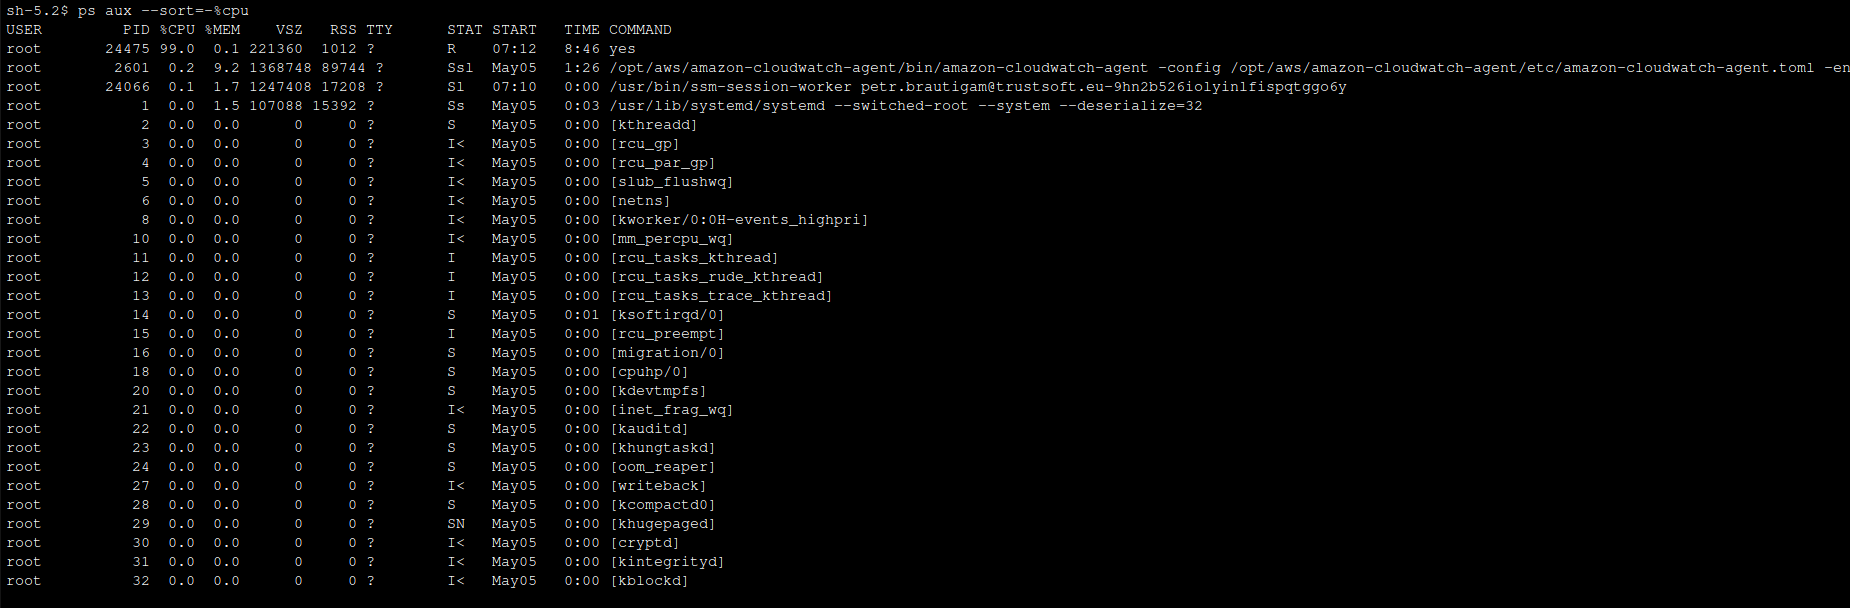 sh-5.2$ ps aux --sort=-%cpu
USER         PID %CPU %MEM    VSZ   RSS TTY      STAT START   TIME COMMAND
root       24475 99.0  0.1 221360  1012 ?        R    07:12   8:46 yes
root        2601  0.2  9.2 1368748 89744 ?       Ssl  May05   1:26 /opt/aws/amazon-cloudwatch-agent/bin/amazon-cloudwatch-agent -config /opt/aws/amazon-cloudwatch-agent/etc/amazon-cloudwatch-agent.toml -en
root       24066  0.1  1.7 1247408 17208 ?       Sl   07:10   0:00 /usr/bin/ssm-session-worker petr.brautigam@trustsoft.eu-9hn2b526iolyinlfispqtggo6y
root           1  0.0  1.5 107088 15392 ?        Ss   May05   0:03 /usr/lib/systemd/systemd --switched-root --system --deserialize=32
root           2  0.0  0.0      0     0 ?        S    May05   0:00 [kthreadd]
root           3  0.0  0.0      0     0 ?        I<   May05   0:00 [rcu_gp]
root           4  0.0  0.0      0     0 ?        I<   May05   0:00 [rcu_par_gp]
root           5  0.0  0.0      0     0 ?        I<   May05   0:00 [slub_flushwq]
root           6  0.0  0.0      0     0 ?        I<   May05   0:00 [netns]
root           8  0.0  0.0      0     0 ?        I<   May05   0:00 [kworker/0:0H-events_highpri]
root          10  0.0  0.0      0     0 ?        I<   May05   0:00 [mm_percpu_wq]
root          11  0.0  0.0      0     0 ?        I    May05   0:00 [rcu_tasks_kthread]
root          12  0.0  0.0      0     0 ?        I    May05   0:00 [rcu_tasks_rude_kthread]
root          13  0.0  0.0      0     0 ?        I    May05   0:00 [rcu_tasks_trace_kthread]
root          14  0.0  0.0      0     0 ?        S    May05   0:01 [ksoftirqd/0]
root          15  0.0  0.0      0     0 ?        I    May05   0:00 [rcu_preempt]
root          16  0.0  0.0      0     0 ?        S    May05   0:00 [migration/0]
root          18  0.0  0.0      0     0 ?        S    May05   0:00 [cpuhp/0]
root          20  0.0  0.0      0     0 ?        S    May05   0:00 [kdevtmpfs]
root          21  0.0  0.0      0     0 ?        I<   May05   0:00 [inet_frag_wq]
root          22  0.0  0.0      0     0 ?        S    May05   0:00 [kauditd]
root          23  0.0  0.0      0     0 ?        S    May05   0:00 [khungtaskd]
root          24  0.0  0.0      0     0 ?        S    May05   0:00 [oom_reaper]
root          27  0.0  0.0      0     0 ?        I<   May05   0:00 [writeback]
root          28  0.0  0.0      0     0 ?        S    May05   0:00 [kcompactd0]
root          29  0.0  0.0      0     0 ?        SN   May05   0:00 [khugepaged]
root          30  0.0  0.0      0     0 ?        I<   May05   0:00 [cryptd]
root          31  0.0  0.0      0     0 ?        I<   May05   0:00 [kintegrityd]
root          32  0.0  0.0      0     0 ?        I<   May05   0:00 [kblockd]